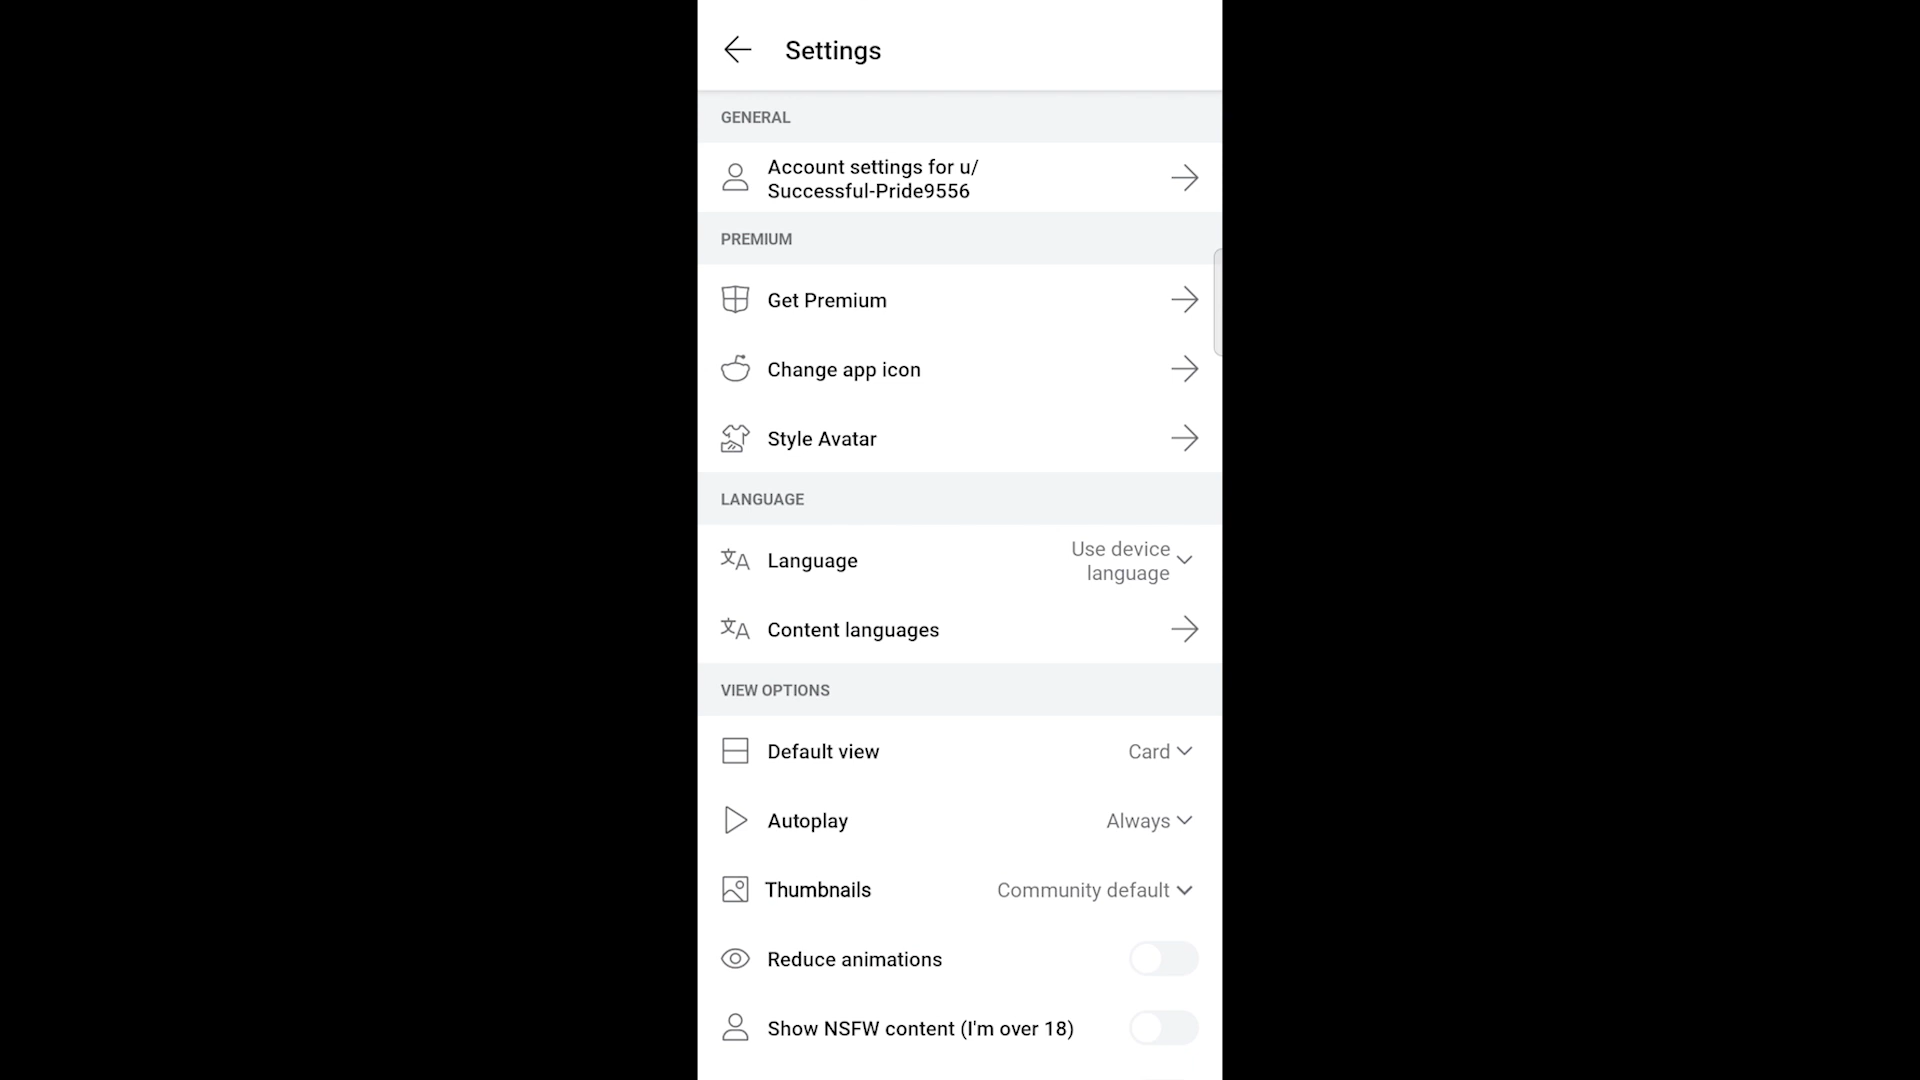 Settings
GENERAL
Account settings for u/
Successful-Pride9556
PREMIUM
Get Premium
Change app icon
Style Avatar
LANGUAGE
Language
Use device
language
Content languages
VIEW OPTIONS
Default view
Card
Autoplay
Always
Thumbnails
Community default
Reduce animations
Show NSFW content (I'm over 18)